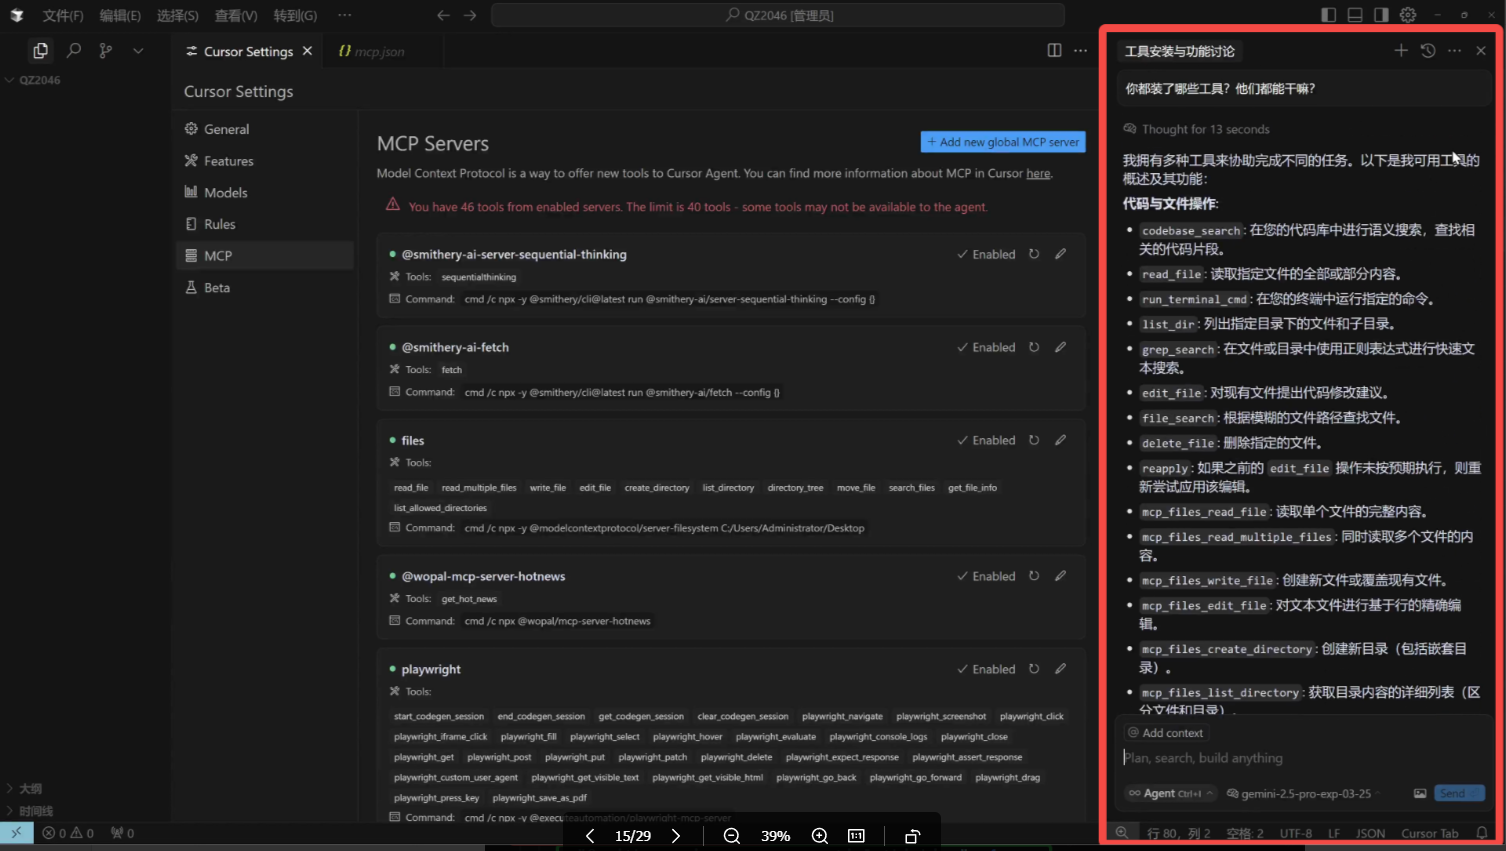 文件(F) 编辑(E) 选择(S) 查看(V) 转到(G) ···
QZ2046 [管理员]
QZ2046
大纲
时间线
Cursor Settings
mcp.json
Cursor Settings
General
Features
Models
Rules
MCP
Beta
MCP Servers
+ Add new global MCP server
Model Context Protocol is a way to offer new tools to Cursor Agent. You can find more information about MCP in Cursor here.
You have 46 tools from enabled servers. The limit is 40 tools - some tools may not be available to the agent.
@smithery-ai-server-sequential-thinking
Enabled
Tools: sequentialthinking
Command: cmd /c npx -y @smithery/cli@latest run @smithery-ai/server-sequential-thinking --config {}
@smithery-ai-fetch
Enabled
Tools: fetch
Command: cmd /c npx -y @smithery/cli@latest run @smithery-ai/fetch --config {}
files
Enabled
Tools:
read_file read_multiple_files write_file edit_file create_directory list_directory directory_tree move_file search_files get_file_info
list_allowed_directories
Command: cmd /c npx -y @modelcontextprotocol/server-filesystem C:/Users/Administrator/Desktop
@wopal-mcp-server-hotnews
Enabled
Tools: get_hot_news
Command: cmd /c npx @wopal/mcp-server-hotnews
playwright
Enabled
Tools:
start_codegen_session end_codegen_session get_codegen_session clear_codegen_session playwright_navigate playwright_screenshot playwright_click
playwright_iframe_click playwright_fill playwright_select playwright_hover playwright_evaluate playwright_console_logs playwright_close
playwright_get playwright_post playwright_put playwright_patch playwright_delete playwright_expect_response playwright_assert_response
playwright_custom_user_agent playwright_get_visible_text playwright_get_visible_html playwright_go_back playwright_go_forward playwright_drag
playwright_press_key playwright_save_as_pdf
Command: cmd /c npx -y @executeautomation/playwright-mcp-server
工具安装与功能讨论
你都装了哪些工具？他们都能干嘛?
Thought for 13 seconds
我拥有多种工具来协助完成不同的任务。以下是我可用工具的
概述及其功能：
代码与文件操作:
• codebase_search: 在您的代码库中进行语义搜索，查找相
关的代码片段。
• read_file: 读取指定文件的全部或部分内容。
• run_terminal_cmd: 在您的终端中运行指定的命令。
• list_dir: 列出指定目录下的文件和子目录。
• grep_search: 在文件或目录中使用正则表达式进行快速文
本搜索。
• edit_file: 对现有文件提出代码修改建议。
• file_search: 根据模糊的文件路径查找文件。
• delete_file: 删除指定的文件。
• reapply: 如果之前的 edit_file 操作未按预期执行，则重
新尝试应用该编辑。
• mcp_files_read_file: 读取单个文件的完整内容。
• mcp_files_read_multiple_files: 同时读取多个文件的内
容。
• mcp_files_write_file: 创建新文件或覆盖现有文件。
• mcp_files_edit_file: 对文本文件进行基于行的精确编
辑。
• mcp_files_create_directory: 创建新目录（包括嵌套目
录）。
• mcp_files_list_directory: 获取目录内容的详细列表（区
分文件和目录）。
@ Add context
Plan, search, build anything
Agent Ctrl+I
gemini-2.5-pro-exp-03-25
Send
0 0 0
15/29
39%
行 80，列 2 空格: 2 UTF-8 LF JSON Cursor Tab